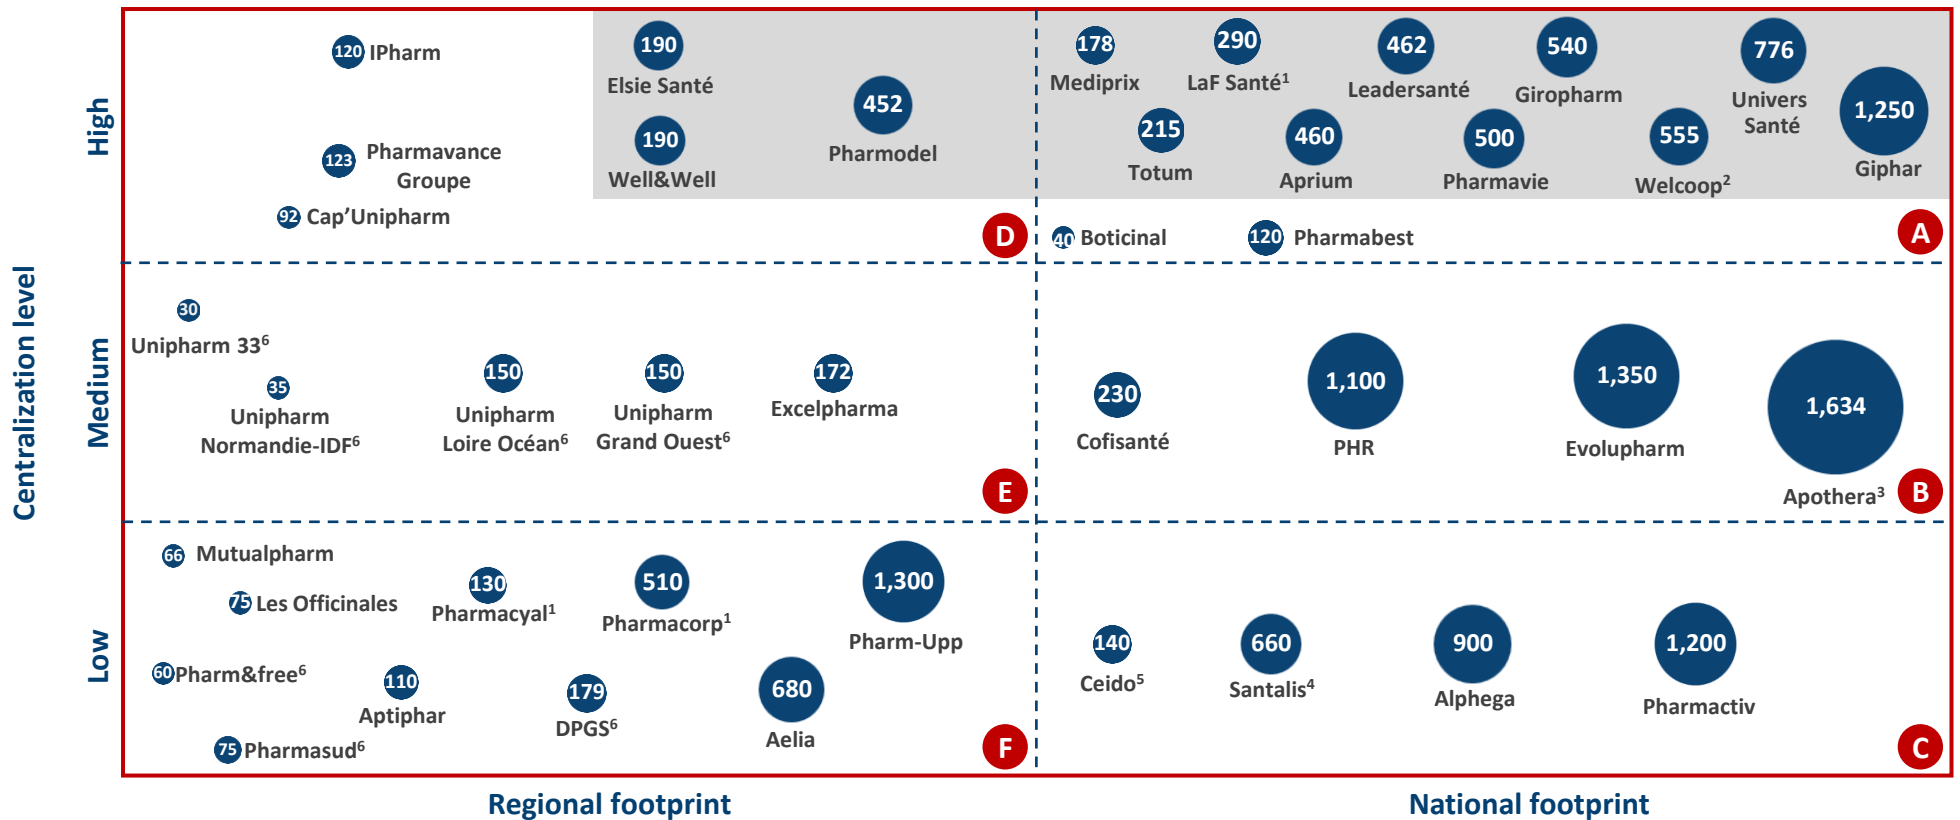 Centralization level
High
120 IPharm
123 Pharmavance
Groupe
92 Cap'Unipharm
190
Elsie Santé
190
Well&Well
452
Pharmodel
D
178
Mediprix
290
LaF Santé¹
462
Leadersanté
540
Giropharm
776
Univers
Santé
1,250
Giphar
215
Totum
460
Aprium
500
Pharmavie
555
Welcoop²
40 Boticinal
120 Pharmabest
A
Medium
30
Unipharm 33⁶
35
Unipharm
Normandie-IDF⁶
150
Unipharm
Loire Océan⁶
150
Unipharm
Grand Ouest⁶
172
Excelpharma
E
230
Cofisanté
1,100
PHR
1,350
Evolupharm
1,634
Apothera³
B
Low
66 Mutualpharm
75 Les Officinales
60 Pharm&free⁶
75 Pharmasud⁶
130
Pharmacyal¹
110
Aptiphar
510
Pharmacorp¹
179
DPGS⁶
1,300
Pharm-Upp
680
Aelia
F
140
Ceido⁵
660
Santalis⁴
900
Alphega
1,200
Pharmactiv
C
Regional footprint
National footprint